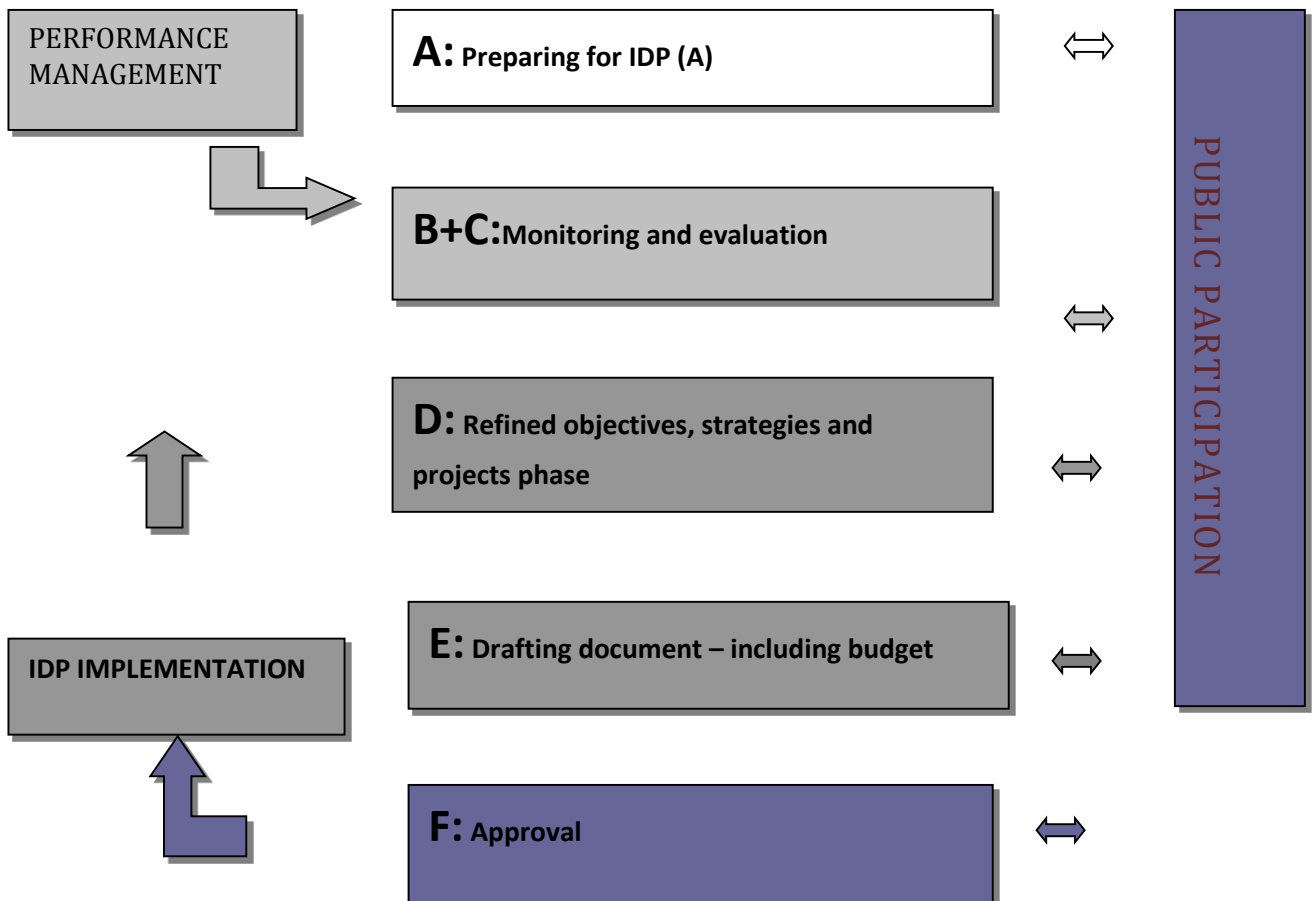 PERFORMANCE
MANAGEMENT
A: Preparing for IDP (A)
B+C:Monitoring and evaluation
D: Refined objectives, strategies and
projects phase
E: Drafting document – including budget
IDP IMPLEMENTATION
F: Approval
PUBLIC PARTICIPATION